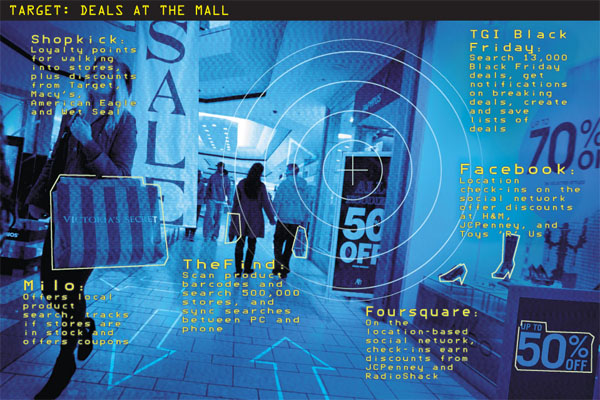 TARGET: DEALS AT THE MALL
Shopkick:
Loyalty points
for walking
into stores,
plus discounts
from Target,
Macy's,
American Eagle
and Wet Seal
SALE
TGI Black
Friday:
Search 13,000
Black Friday
deals, get
notifications
on breaking
deals, create
and save
lists of
deals
70%
Facebook:
Location
check-ins on the
social network
offer discounts
at H&M,
JCPenney, and
Toys 'R' Us
50%
OFF
VICTORIA'S SECRET
TheFind:
Scan product
barcodes and
search 500,000
stores, and
sync searches
between PC and
phone
Milo:
Offers local
product
search, tracks
if stores are
in stock and
offers coupons
Foursquare:
On the
location-based
social network,
check-ins earn
discounts from
JCPenney and
RadioShack
UP TO
50%
OFF